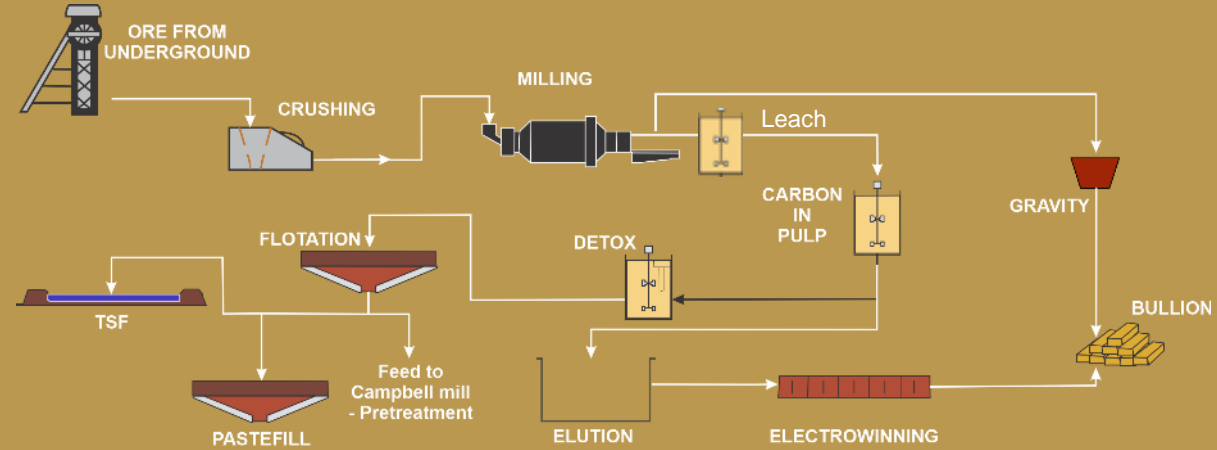 ORE FROM
UNDERGROUND
CRUSHING
MILLING
Leach
CARBON
IN
PULP
GRAVITY
FLOTATION
DETOX
TSF
BULLION
Feed to
Campbell mill
- Pretreatment
PASTEFILL
ELUTION
ELECTROWINNING